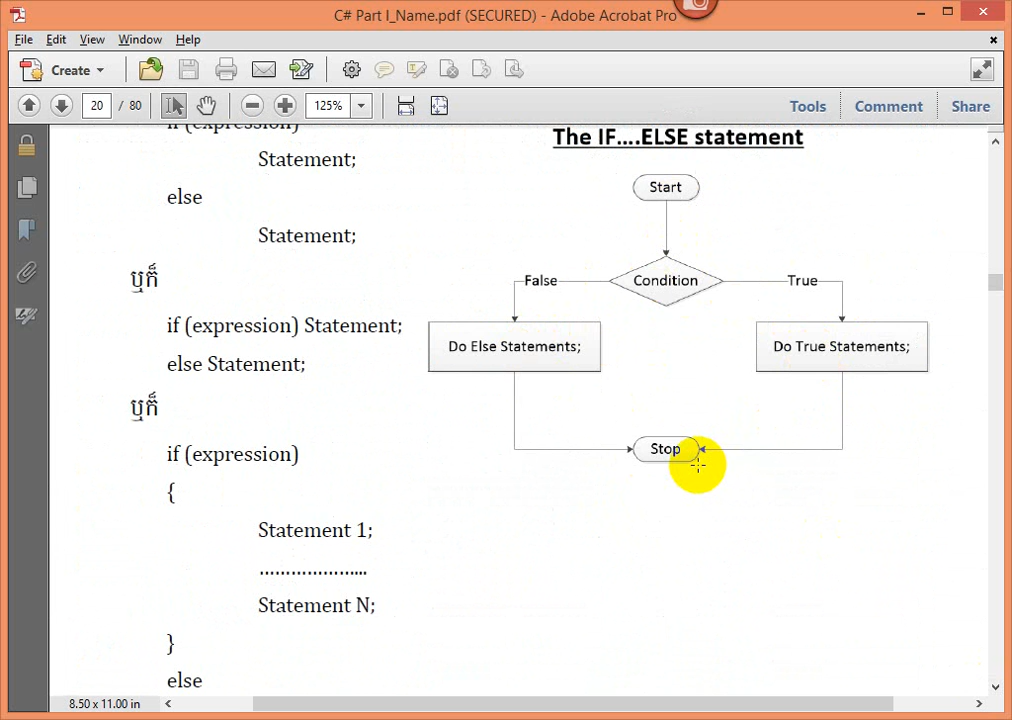 C# Part I_Name.pdf (SECURED) - Adobe Acrobat Pro
File Edit View Window Help
Create
20 / 80 125% Tools Comment Share
if (expression)
Statement;
else
Statement;
ឬក៏
if (expression) Statement;
else Statement;
ឬក៏
if (expression)
{
Statement 1;
.....................
Statement N;
}
else
The IF....ELSE statement
Start
False Condition True
Do Else Statements; Do True Statements;
Stop
8.50 x 11.00 in